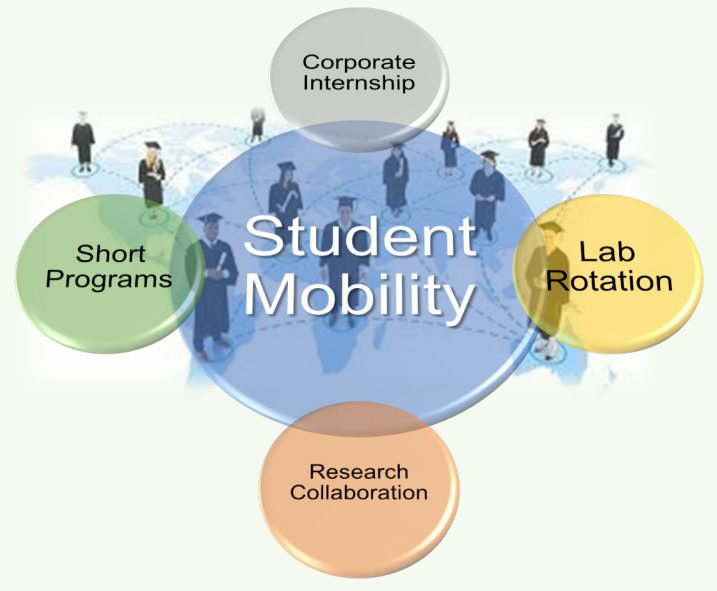 Corporate
Internship
Student
Mobility
Short
Programs
Lab
Rotation
Research
Collaboration